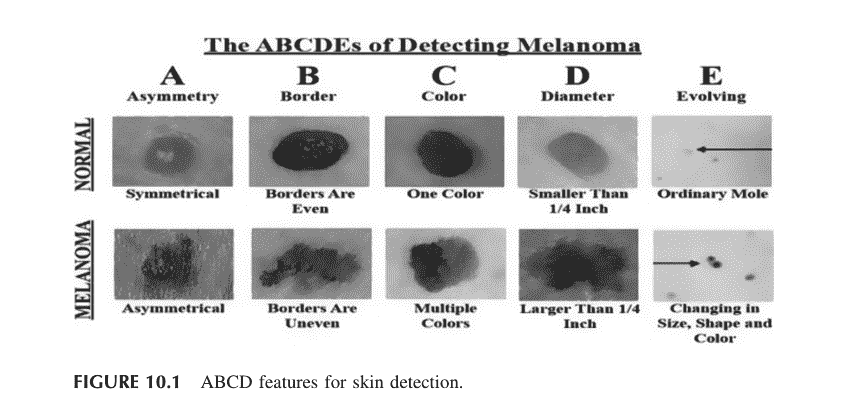 The ABCDEs of Detecting Melanoma
A B C D E
Asymmetry Border Color Diameter Evolving
NORMAL
Symmetrical Borders Are Even One Color Smaller Than 1/4 Inch Ordinary Mole
MELANOMA
Asymmetrical Borders Are Uneven Multiple Colors Larger Than 1/4 Inch Changing in Size, Shape and Color
FIGURE 10.1 ABCD features for skin detection.